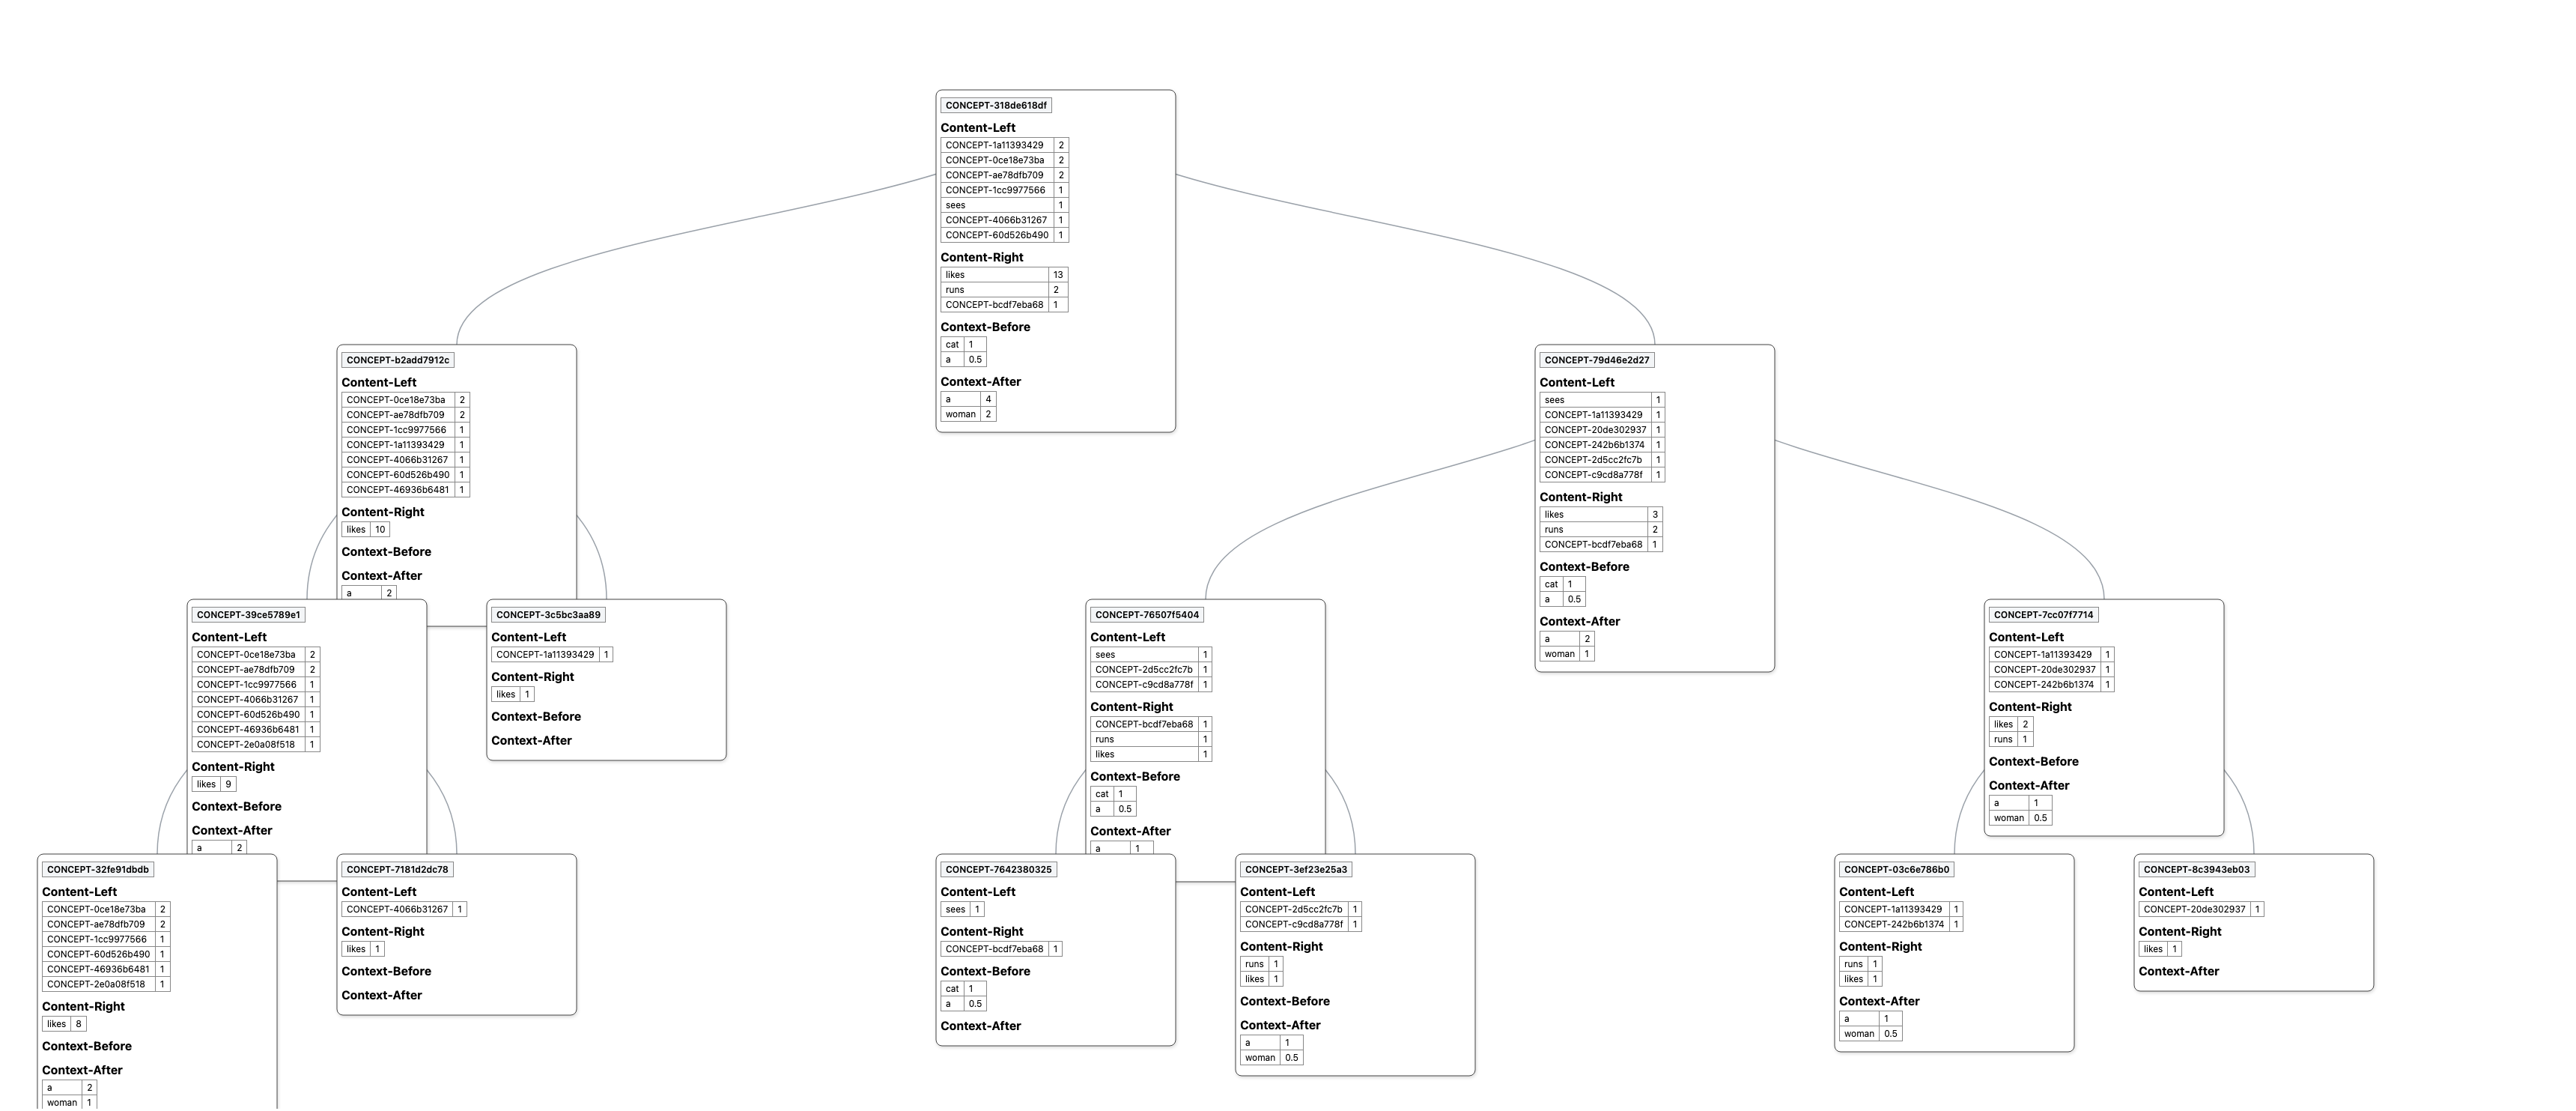 CONCEPT-318de618df
Content-Left
CONCEPT-1a11393429 2
CONCEPT-0ce18e73ba 2
CONCEPT-ae78dfb709 2
CONCEPT-1cc9977566 1
sees 1
CONCEPT-4066b31267 1
CONCEPT-60d526b490 1
Content-Right
likes 13
runs 2
CONCEPT-bcdf7eba68 1
Context-Before
cat 1
a 0.5
Context-After
a 4
woman 2
CONCEPT-b2add7912c
Content-Left
CONCEPT-0ce18e73ba 2
CONCEPT-ae78dfb709 2
CONCEPT-1cc9977566 1
CONCEPT-1a11393429 1
CONCEPT-4066b31267 1
CONCEPT-60d526b490 1
CONCEPT-46936b6481 1
Content-Right
likes 10
Context-Before
Context-After
a 2
CONCEPT-79d46e2d27
Content-Left
sees 1
CONCEPT-1a11393429 1
CONCEPT-20de302937 1
CONCEPT-242b6b1374 1
CONCEPT-2d5cc2fc7b 1
CONCEPT-c9cd8a778f 1
Content-Right
likes 3
runs 2
CONCEPT-bcdf7eba68 1
Context-Before
cat 1
a 0.5
Context-After
a 2
woman 1
CONCEPT-39ce5789e1
Content-Left
CONCEPT-0ce18e73ba 2
CONCEPT-ae78dfb709 2
CONCEPT-1cc9977566 1
CONCEPT-4066b31267 1
CONCEPT-60d526b490 1
CONCEPT-46936b6481 1
CONCEPT-2e0a08f518 1
Content-Right
likes 9
Context-Before
Context-After
a 2
CONCEPT-3c5bc3aa89
Content-Left
CONCEPT-1a11393429 1
Content-Right
likes 1
Context-Before
Context-After
CONCEPT-76507f5404
Content-Left
sees 1
CONCEPT-2d5cc2fc7b 1
CONCEPT-c9cd8a778f 1
Content-Right
CONCEPT-bcdf7eba68 1
runs 1
likes 1
Context-Before
cat 1
a 0.5
Context-After
a 1
CONCEPT-7cc07f7714
Content-Left
CONCEPT-1a11393429 1
CONCEPT-20de302937 1
CONCEPT-242b6b1374 1
Content-Right
likes 2
runs 1
Context-Before
Context-After
a 1
woman 0.5
CONCEPT-32fe91dbdb
Content-Left
CONCEPT-0ce18e73ba 2
CONCEPT-ae78dfb709 2
CONCEPT-1cc9977566 1
CONCEPT-60d526b490 1
CONCEPT-46936b6481 1
CONCEPT-2e0a08f518 1
Content-Right
likes 8
Context-Before
Context-After
a 2
woman 1
CONCEPT-7181d2dc78
Content-Left
CONCEPT-4066b31267 1
Content-Right
likes 1
Context-Before
Context-After
CONCEPT-7642380325
Content-Left
sees 1
Content-Right
CONCEPT-bcdf7eba68 1
Context-Before
cat 1
a 0.5
Context-After
CONCEPT-3ef23e25a3
Content-Left
CONCEPT-2d5cc2fc7b 1
CONCEPT-c9cd8a778f 1
Content-Right
runs 1
likes 1
Context-Before
Context-After
a 1
woman 0.5
CONCEPT-03c6e786b0
Content-Left
CONCEPT-1a11393429 1
CONCEPT-242b6b1374 1
Content-Right
runs 1
likes 1
Context-After
a 1
woman 0.5
CONCEPT-8c3943eb03
Content-Left
CONCEPT-20de302937 1
Content-Right
likes 1
Context-After